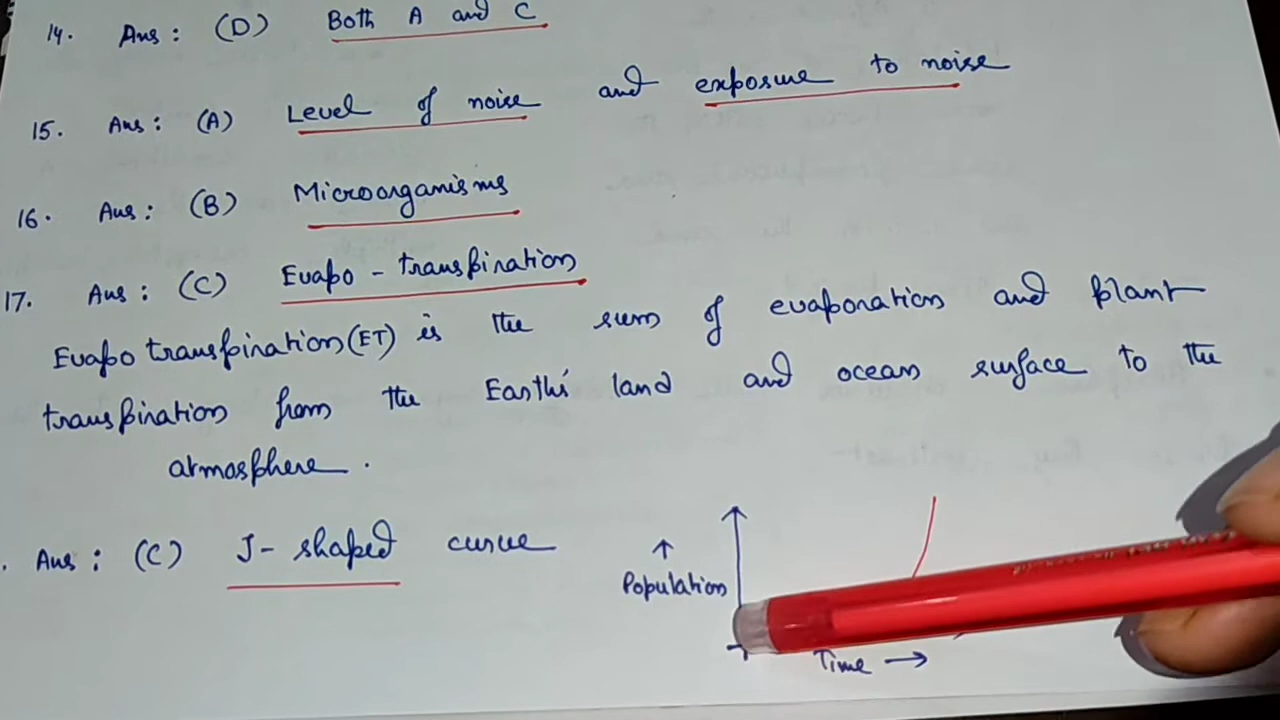 14. Ans : (D) Both A and C
15. Ans : (A) Level of noise and exposure to noise
16. Ans : (B) Microorganisms
17. Ans : (C) Evapo - transpiration
Evapo transpiration (ET) is the sum of evaporation and plant
transpiration from the Earth's land and ocean surface to the
atmosphere .
. Ans : (C) J - shaped curve
↑
Population
Time →